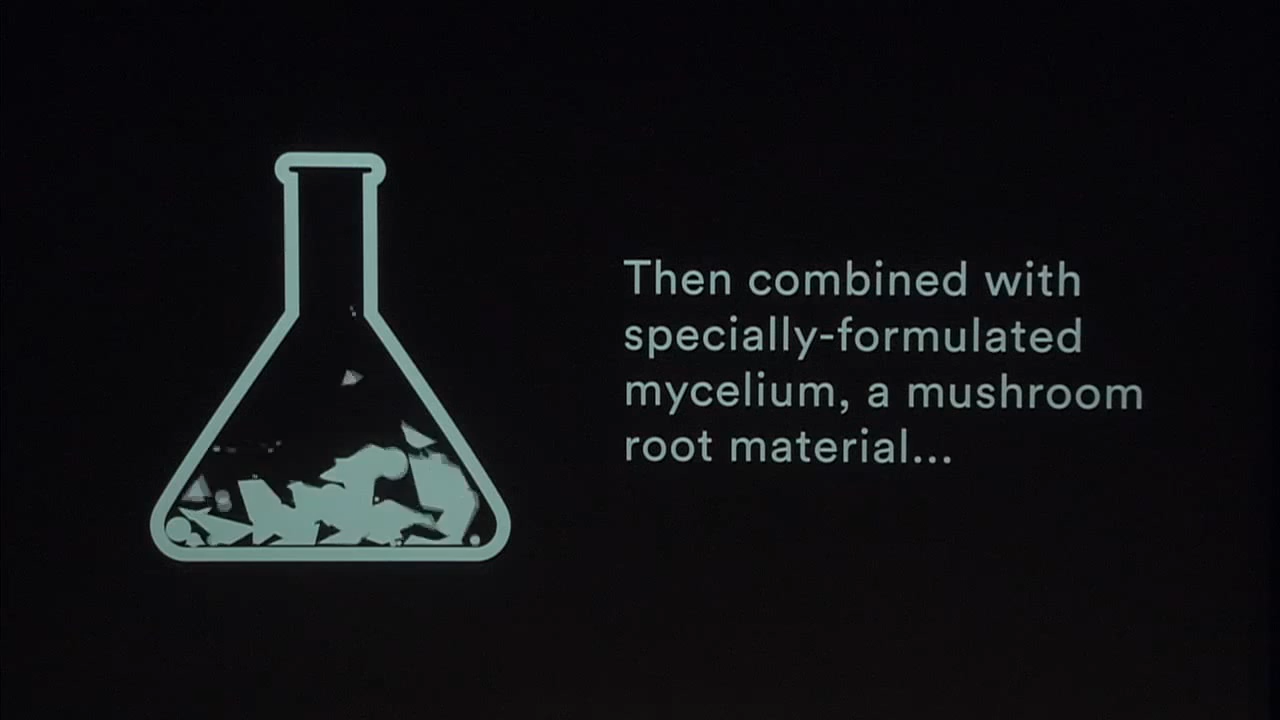 Then combined with
specially-formulated
mycelium, a mushroom
root material...